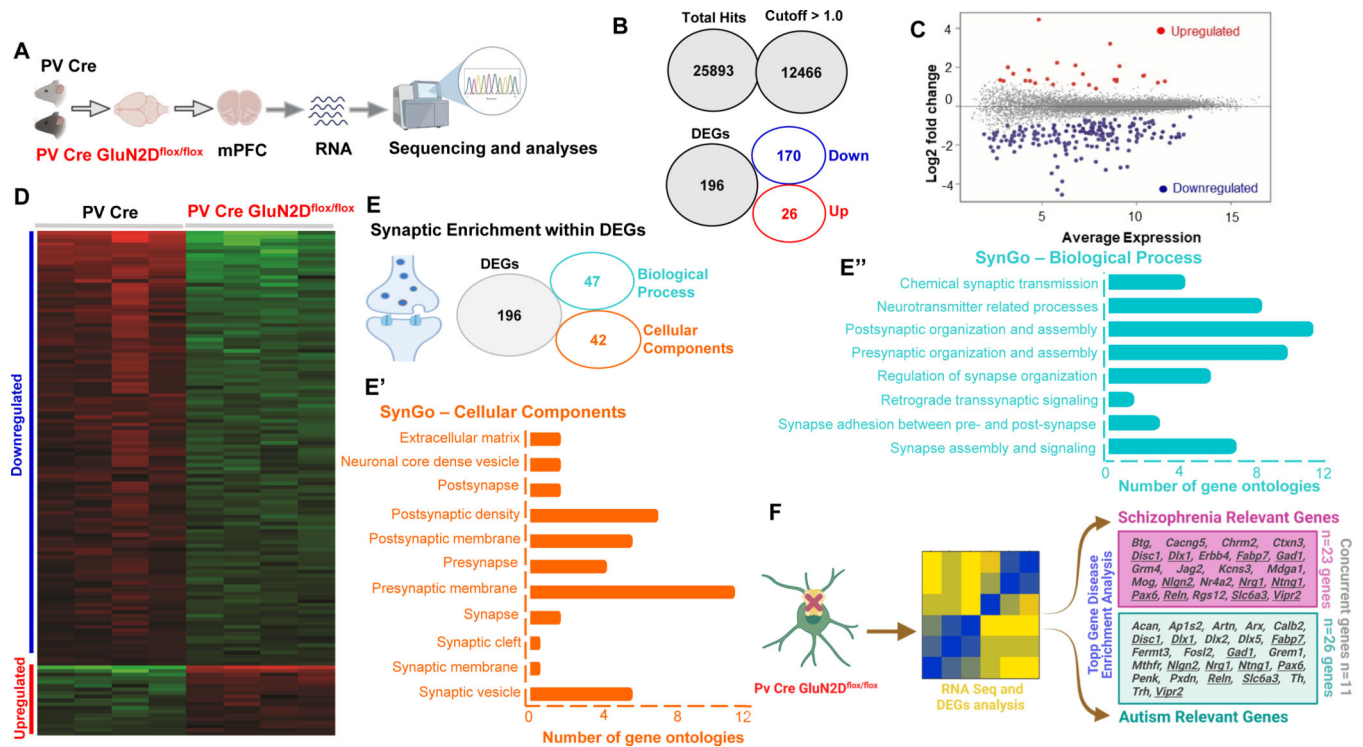 A
PV Cre
PV Cre GluN2Dflox/flox
mPFC
RNA
Sequencing and analyses
B
Total Hits
Cutoff > 1.0
25893
12466
DEGs
196
170
Down
26
Up
C
4
2
0
-2
-4
Log2 fold change
Upregulated
Downregulated
5
10
15
Average Expression
D
PV Cre
PV Cre GluN2Dflox/flox
Downregulated
Upregulated
E
Synaptic Enrichment within DEGs
DEGs
196
47
Biological
Process
42
Cellular
Components
E'
SynGo – Cellular Components
Extracellular matrix
Neuronal core dense vesicle
Postsynapse
Postsynaptic density
Postsynaptic membrane
Presynapse
Presynaptic membrane
Synapse
Synaptic cleft
Synaptic membrane
Synaptic vesicle
0
4
8
12
Number of gene ontologies
E''
SynGo – Biological Process
Chemical synaptic transmission
Neurotransmitter related processes
Postsynaptic organization and assembly
Presynaptic organization and assembly
Regulation of synapse organization
Retrograde transsynaptic signaling
Synapse adhesion between pre- and post-synapse
Synapse assembly and signaling
0
4
8
12
Number of gene ontologies
F
Pv Cre GluN2Dflox/flox
RNA Seq and
DEGs analysis
Topp Gene Disease
Enrichment Analysis
Schizophrenia Relevant Genes
Btg, Cacng5, Chrm2, Ctxn3,
Disc1, Dlx1, Erbb4, Fabp7, Gad1,
Grm4, Jag2, Kcns3, Mdga1,
Mog, Nlgn2, Nr4a2, Nrg1, Ntng1,
Pax6, Reln, Rgs12, Slc6a3, Vipr2
n=23 genes
Acan, Ap1s2, Artn, Arx, Calb2,
Disc1, Dlx1, Dlx2, Dlx5, Fabp7,
Fermt3, Fosl2, Gad1, Grem1,
Mthfr, Nlgn2, Nrg1, Ntng1, Pax6,
Penk, Pxdn, Reln, Slc6a3, Th,
Trh, Vipr2
n=26 genes
Concurrent genes n=11
Autism Relevant Genes